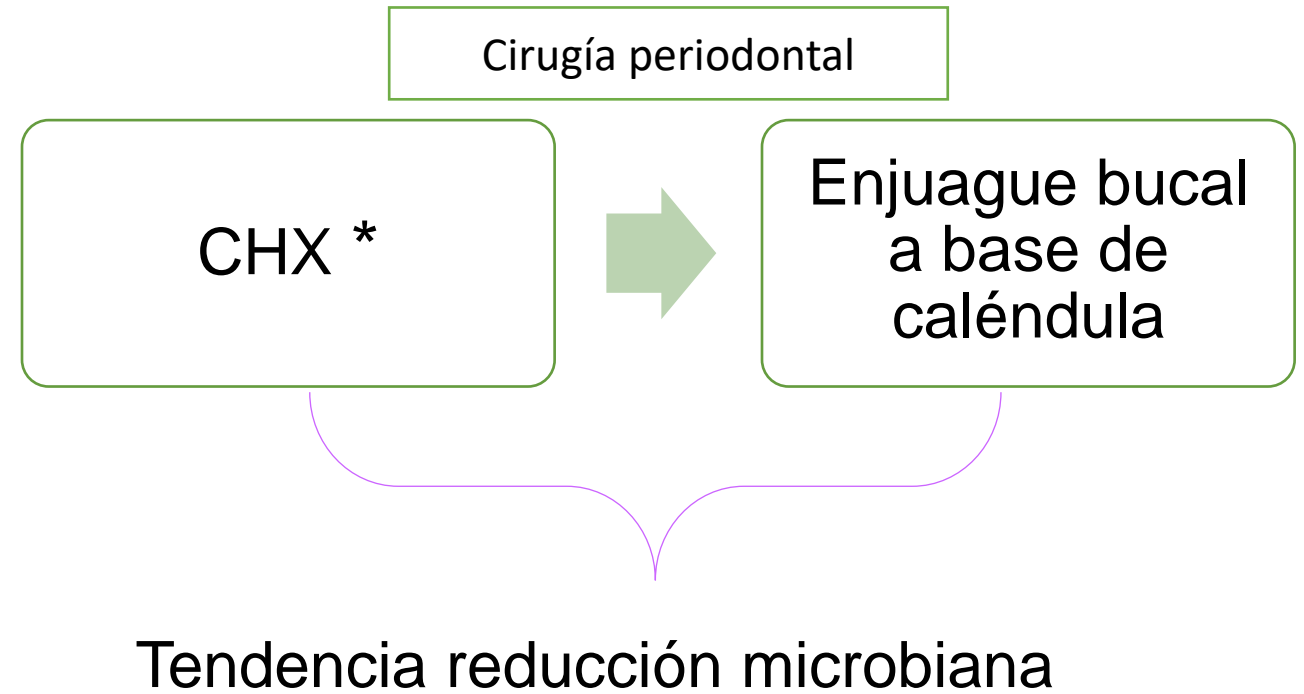 Cirugía periodontal
CHX *
Enjuague bucal
a base de
caléndula
Tendencia reducción microbiana